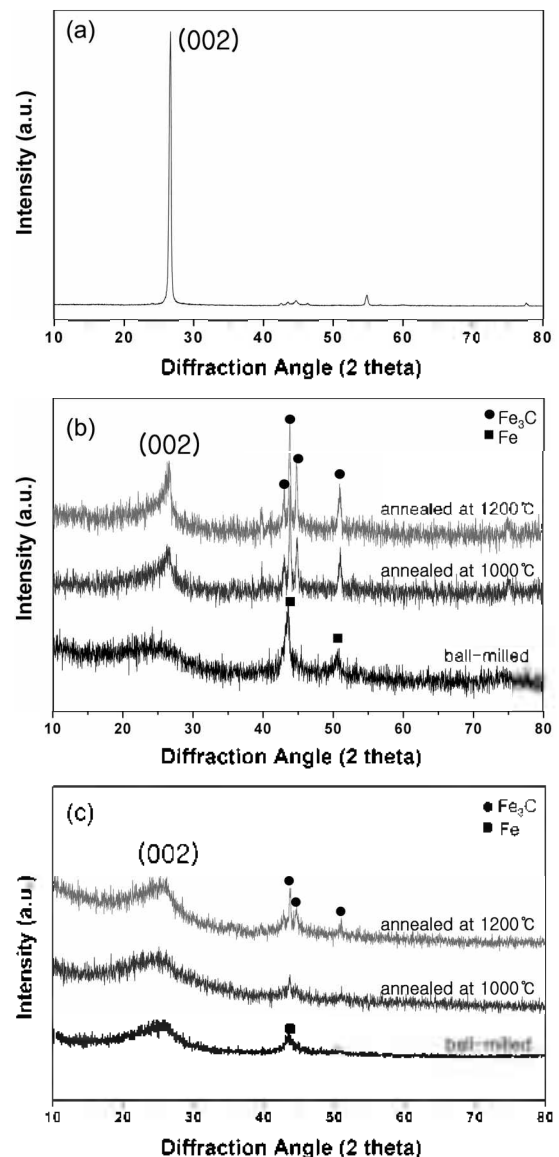 (a)
(002)
Intensity (a.u.)
10 20 30 40 50 60 70 80
Diffraction Angle (2 theta)
(b)
(002)
● Fe₃C
■ Fe
annealed at 1200℃
annealed at 1000℃
ball-milled
Intensity (a.u.)
10 20 30 40 50 60 70 80
Diffraction Angle (2 theta)
(c)
(002)
● Fe₃C
■ Fe
annealed at 1200℃
annealed at 1000℃
ball-milled
Intensity (a.u.)
10 20 30 40 50 60 70 80
Diffraction Angle (2 theta)